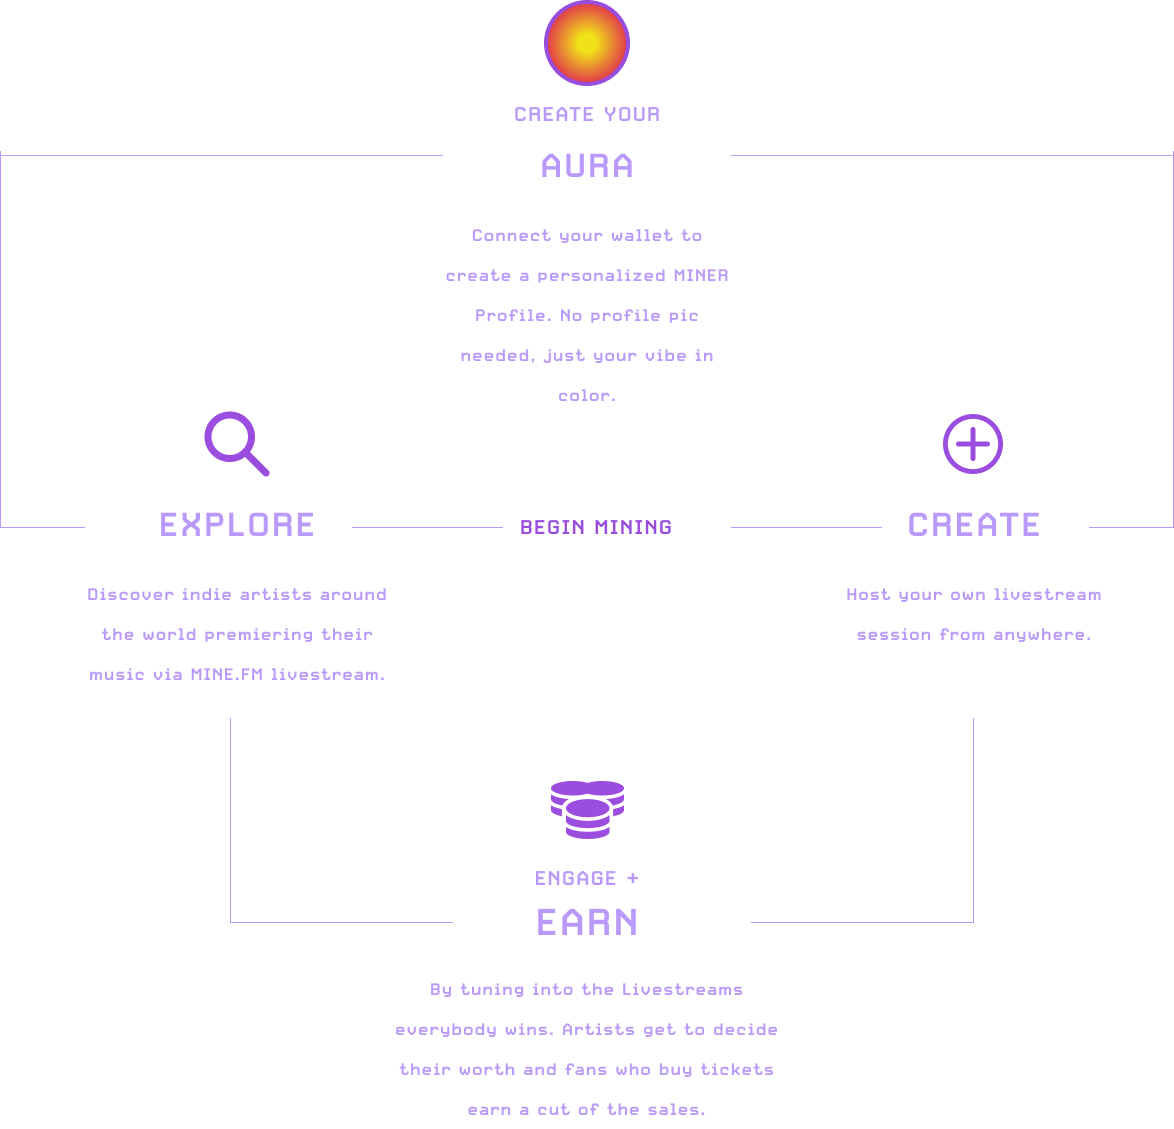 CREATE YOUR
AURA
Connect your wallet to
create a personalized MINER
Profile. No profile pic
needed, just your vibe in
color.
EXPLORE
Discover indie artists around
the world premiering their
music via MINE.FM livestream.
BEGIN MINING
CREATE
Host your own livestream
session from anywhere.
ENGAGE +
EARN
By tuning into the Livestreams
everybody wins. Artists get to decide
their worth and fans who buy tickets
earn a cut of the sales.